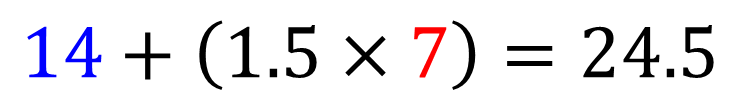 14 + (1.5 × 7) = 24.5